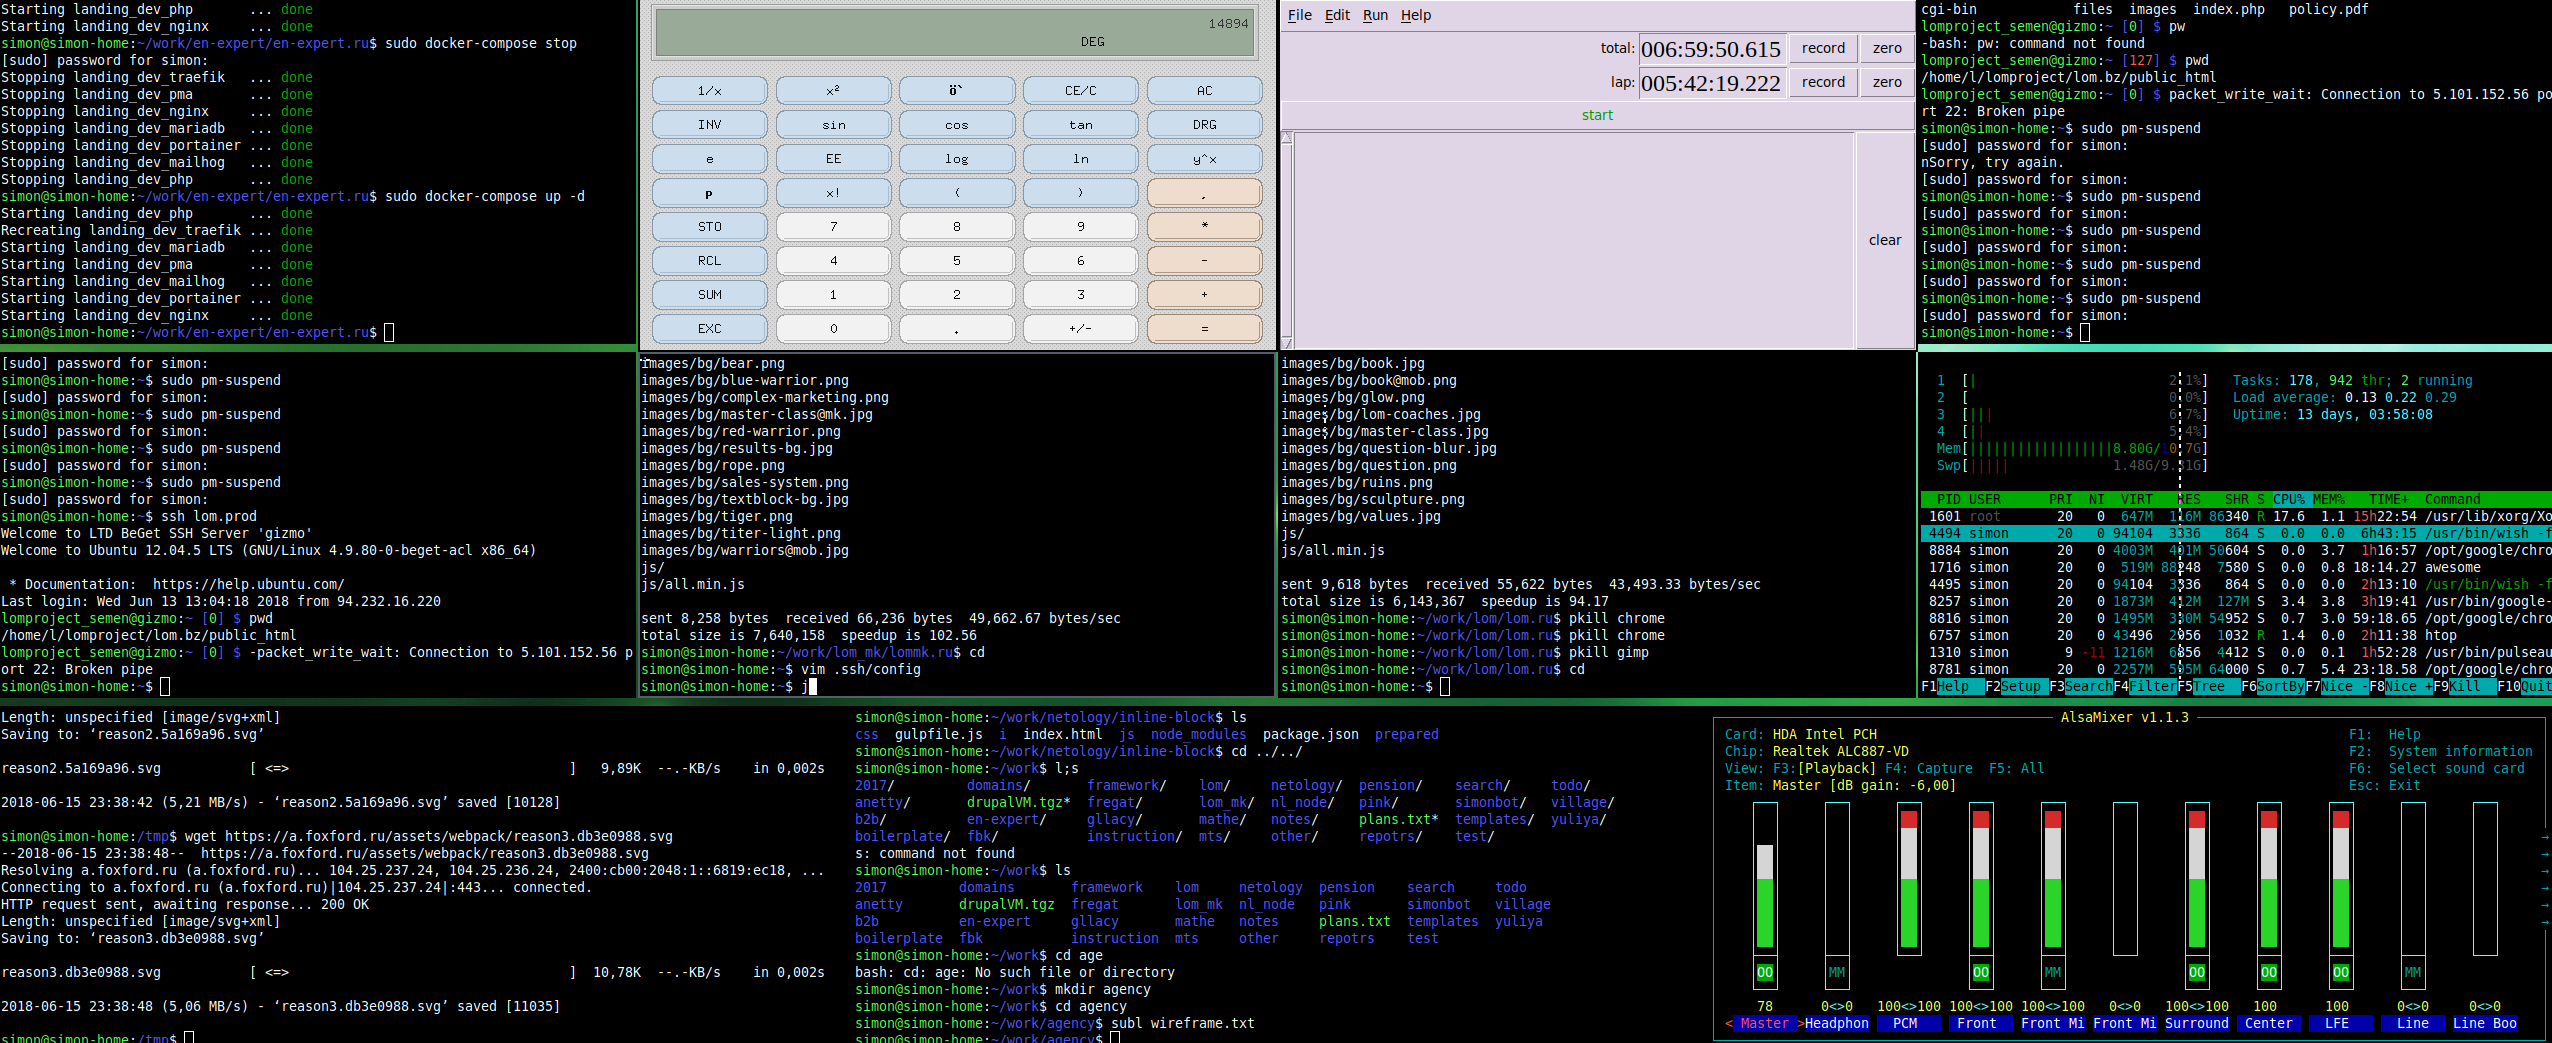 Starting landing_dev_php       ... done
Starting landing_dev_nginx     ... done
simon@simon-home:~/work/en-expert/en-expert.ru$ sudo docker-compose stop
[sudo] password for simon:
Stopping landing_dev_traefik   ... done
Stopping landing_dev_pma       ... done
Stopping landing_dev_nginx     ... done
Stopping landing_dev_mariadb   ... done
Stopping landing_dev_portainer ... done
Stopping landing_dev_mailhog   ... done
Stopping landing_dev_php       ... done
simon@simon-home:~/work/en-expert/en-expert.ru$ sudo docker-compose up -d
Starting landing_dev_php       ... done
Recreating landing_dev_traefik ... done
Starting landing_dev_mariadb   ... done
Starting landing_dev_pma       ... done
Starting landing_dev_mailhog   ... done
Starting landing_dev_portainer ... done
Starting landing_dev_nginx     ... done
simon@simon-home:~/work/en-expert/en-expert.ru$
14894
DEG
1/x x² ö` CE/C AC
INV sin cos tan DRG
e EE log ln y^x
p x! ( ) ,
STO 7 8 9 *
RCL 4 5 6 -
SUM 1 2 3 +
EXC 0 . +/- =
File Edit Run Help
total: 006:59:50.615 record zero
lap: 005:42:19.222 record zero
start
clear
cgi-bin            files  images  index.php   policy.pdf
lomproject_semen@gizmo:~ [0] $ pw
-bash: pw: command not found
lomproject_semen@gizmo:~ [127] $ pwd
/home/l/lomproject/lom.bz/public_html
lomproject_semen@gizmo:~ [0] $ packet_write_wait: Connection to 5.101.152.56 po
rt 22: Broken pipe
simon@simon-home:~$ sudo pm-suspend
[sudo] password for simon:
nSorry, try again.
[sudo] password for simon:
simon@simon-home:~$ sudo pm-suspend
[sudo] password for simon:
simon@simon-home:~$ sudo pm-suspend
[sudo] password for simon:
simon@simon-home:~$ sudo pm-suspend
[sudo] password for simon:
simon@simon-home:~$ sudo pm-suspend
[sudo] password for simon:
simon@simon-home:~$
[sudo] password for simon:
simon@simon-home:~$ sudo pm-suspend
[sudo] password for simon:
simon@simon-home:~$ sudo pm-suspend
[sudo] password for simon:
simon@simon-home:~$ sudo pm-suspend
[sudo] password for simon:
simon@simon-home:~$ sudo pm-suspend
[sudo] password for simon:
simon@simon-home:~$ ssh lom.prod
Welcome to LTD BeGet SSH Server 'gizmo'
Welcome to Ubuntu 12.04.5 LTS (GNU/Linux 4.9.80-0-beget-acl x86_64)
* Documentation:  https://help.ubuntu.com/
Last login: Wed Jun 13 13:04:18 2018 from 94.232.16.220
lomproject_semen@gizmo:~ [0] $ pwd
/home/l/lomproject/lom.bz/public_html
lomproject_semen@gizmo:~ [0] $ -packet_write_wait: Connection to 5.101.152.56 p
ort 22: Broken pipe
simon@simon-home:~$
images/bg/bear.png
images/bg/blue-warrior.png
images/bg/complex-marketing.png
images/bg/master-class@mk.jpg
images/bg/red-warrior.png
images/bg/results-bg.jpg
images/bg/rope.png
images/bg/sales-system.png
images/bg/textblock-bg.jpg
images/bg/tiger.png
images/bg/titer-light.png
images/bg/warriors@mob.jpg
js/
js/all.min.js
sent 8,258 bytes  received 66,236 bytes  49,662.67 bytes/sec
total size is 7,640,158  speedup is 102.56
simon@simon-home:~/work/lom_mk/lommk.ru$ cd
simon@simon-home:~$ vim .ssh/config
simon@simon-home:~$ j
images/bg/book.jpg
images/bg/book@mob.png
images/bg/glow.png
images/bg/lom-coaches.jpg
images/bg/master-class.jpg
images/bg/question-blur.jpg
images/bg/question.png
images/bg/ruins.png
images/bg/sculpture.png
images/bg/values.jpg
js/
js/all.min.js
sent 9,618 bytes  received 55,622 bytes  43,493.33 bytes/sec
total size is 6,143,367  speedup is 94.17
simon@simon-home:~/work/lom/lom.ru$ pkill chrome
simon@simon-home:~/work/lom/lom.ru$ pkill chrome
simon@simon-home:~/work/lom/lom.ru$ pkill gimp
simon@simon-home:~/work/lom/lom.ru$ cd
simon@simon-home:~$
1 [| 1%] Tasks: 178, 942 thr; 2 running
2 [ 0%] Load average: 0.13 0.22 0.29
3 [||| 7%] Uptime: 13 days, 03:58:08
4 [|| 4%]
Mem[||||||||||||||||||8.80G/
Swp[||||| 1.48G/
PID USER PRI NI VIRT RES SHR S CPU% MEM% TIME+ Command
1601 root 20 0 647M 86340 R 17.6 1.1 15h22:54 /usr/lib/xorg/Xo
4494 simon 20 0 94104 864 S 0.0 0.0 6h43:15 /usr/bin/wish -f
8884 simon 20 0 4003M 50604 S 0.0 3.7 1h16:57 /opt/google/chro
1716 simon 20 0 519M 7580 S 0.0 0.8 18:14.27 awesome
4495 simon 20 0 94104 864 S 0.0 0.0 2h13:10 /usr/bin/wish -f
8257 simon 20 0 1873M 127M S 3.4 3.8 3h19:41 /usr/bin/google-
8816 simon 20 0 1495M 54952 S 0.7 3.0 59:18.65 /opt/google/chro
6757 simon 20 0 43496 1032 R 1.4 0.0 2h11:38 htop
1310 simon 9 -11 1216M 4412 S 0.0 0.1 1h52:28 /usr/bin/pulseau
8781 simon 20 0 2257M 64000 S 0.7 5.4 23:18.58 /opt/google/chro
F1Help F2Setup F3SearchF4FilterF5Tree F6SortByF7Nice -F8Nice +F9Kill F10Quit
Length: unspecified [image/svg+xml]
Saving to: ‘reason2.5a169a96.svg’
reason2.5a169a96.svg [ <=> ] 9,89K --.-KB/s in 0,002s
2018-06-15 23:38:42 (5,21 MB/s) - ‘reason2.5a169a96.svg’ saved [10128]
simon@simon-home:/tmp$ wget https://a.foxford.ru/assets/webpack/reason3.db3e0988.svg
--2018-06-15 23:38:48--  https://a.foxford.ru/assets/webpack/reason3.db3e0988.svg
Resolving a.foxford.ru (a.foxford.ru)... 104.25.237.24, 104.25.236.24, 2400:cb00:2048:1::6819:ec18, ...
Connecting to a.foxford.ru (a.foxford.ru)|104.25.237.24|:443... connected.
HTTP request sent, awaiting response... 200 OK
Length: unspecified [image/svg+xml]
Saving to: ‘reason3.db3e0988.svg’
reason3.db3e0988.svg [ <=> ] 10,78K --.-KB/s in 0,002s
2018-06-15 23:38:48 (5,06 MB/s) - ‘reason3.db3e0988.svg’ saved [11035]
simon@simon-home:/tmp$
simon@simon-home:~/work/netology/inline-block$ ls
css  gulpfile.js  i  index.html  js  node_modules  package.json  prepared
simon@simon-home:~/work/netology/inline-block$ cd ../../
simon@simon-home:~/work$ l;s
2017/ domains/ framework/ lom/ netology/ pension/ search/ todo/
anetty/ drupalVM.tgz* fregat/ lom_mk/ nl_node/ pink/ simonbot/ village/
b2b/ en-expert/ gllacy/ mathe/ notes/ plans.txt* templates/ yuliya/
boilerplate/ fbk/ instruction/ mts/ other/ repotrs/ test/
s: command not found
simon@simon-home:~/work$ ls
2017 domains framework lom netology pension search todo
anetty drupalVM.tgz fregat lom_mk nl_node pink simonbot village
b2b en-expert gllacy mathe notes plans.txt templates yuliya
boilerplate fbk instruction mts other repotrs test
simon@simon-home:~/work$ cd age
bash: cd: age: No such file or directory
simon@simon-home:~/work$ mkdir agency
simon@simon-home:~/work$ cd agency
simon@simon-home:~/work/agency$ subl wireframe.txt
simon@simon-home:~/work/agency$
AlsaMixer v1.1.3
Card: HDA Intel PCH F1: Help
Chip: Realtek ALC887-VD F2: System information
View: F3:[Playback] F4: Capture F5: All F6: Select sound card
Item: Master [dB gain: -6,00] Esc: Exit
OO MM OO MM OO OO OO MM
78 0<>0 100<>100 100<>100 100<>100 0<>0 100<>100 100 100 0<>0 0<>0
< Master >Headphon PCM Front Front Mi Front Mi Surround Center LFE Line Line Boo